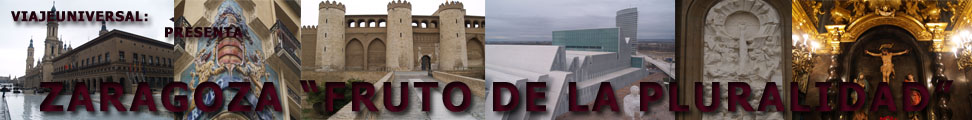 VIAJEUNIVERSAL:
PRESENTA
ZARAGOZA "FRUTO DE LA PLURALIDAD"